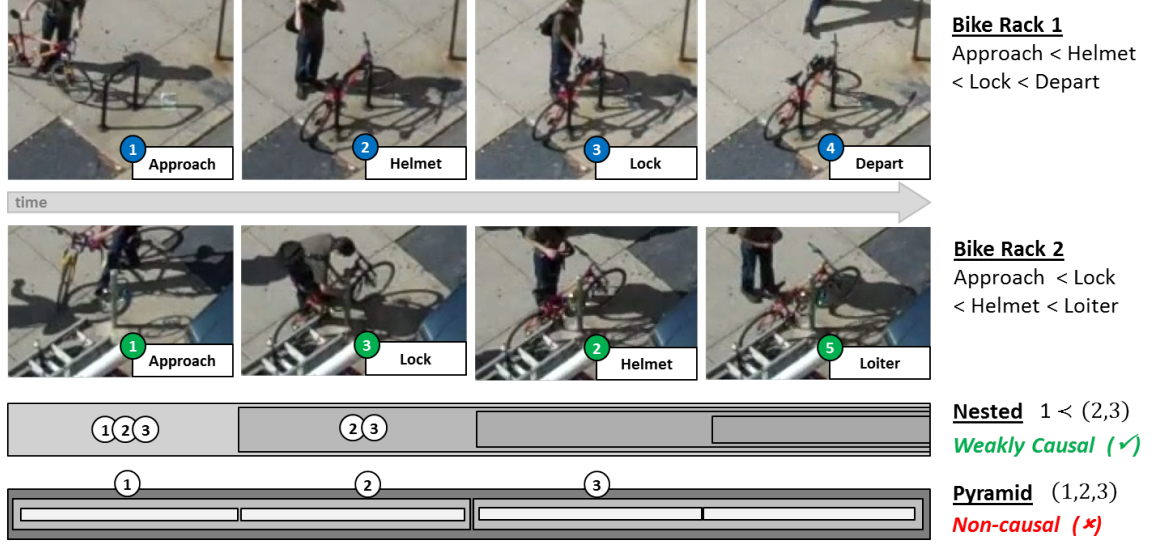 Bike Rack 1
Approach < Helmet
< Lock < Depart
1 Approach
2 Helmet
3 Lock
4 Depart
time
Bike Rack 2
Approach < Lock
< Helmet < Loiter
1 Approach
3 Lock
2 Helmet
5 Loiter
1 2 3
2 3
Nested 1 ≺ (2,3)
Weakly Causal (✓)
1
2
3
Pyramid (1,2,3)
Non-causal (✗)